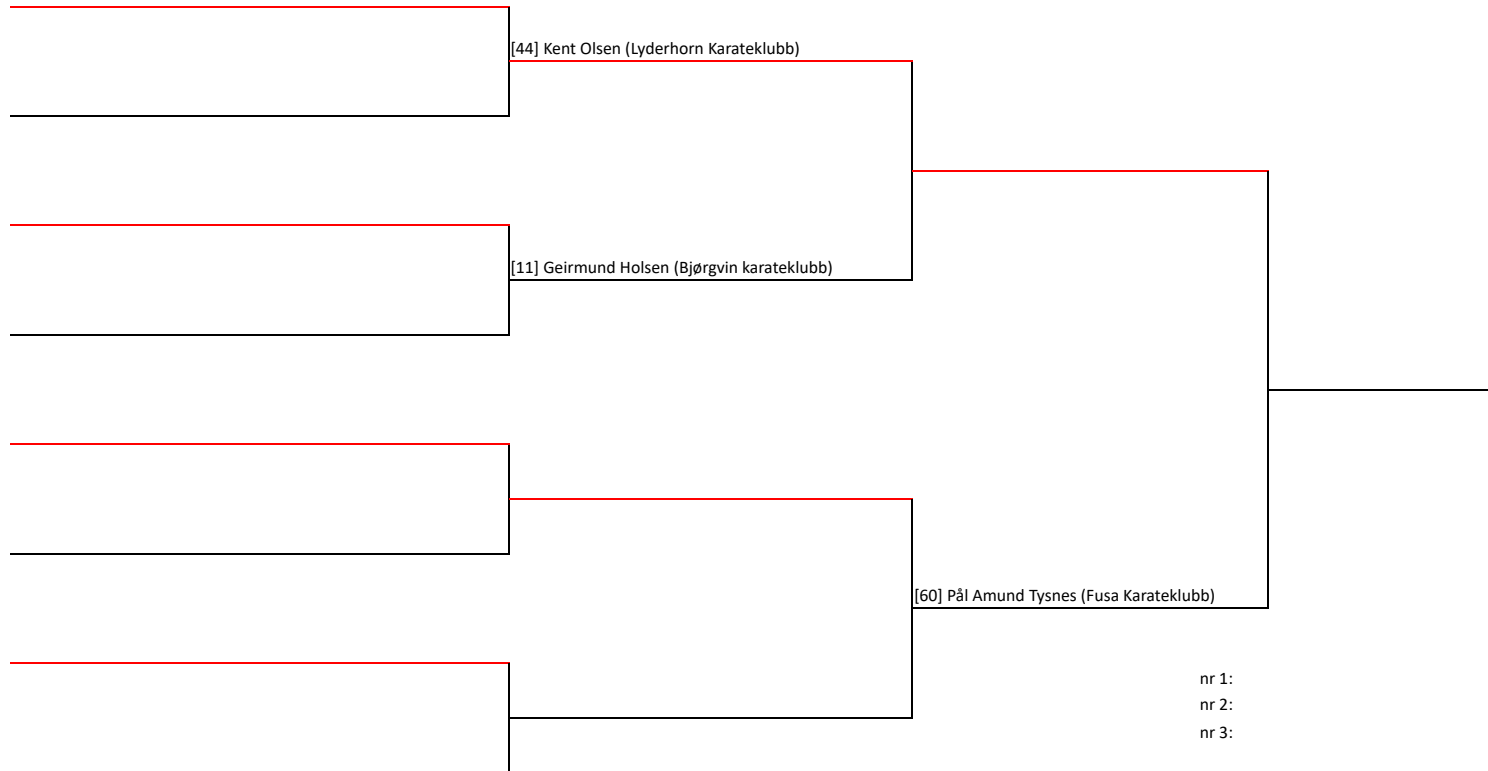 [44] Kent Olsen (Lyderhorn Karateklubb)
[11] Geirmund Holsen (Bjørgvin karateklubb)
[60] Pål Amund Tysnes (Fusa Karateklubb)
nr 1:
nr 2:
nr 3: